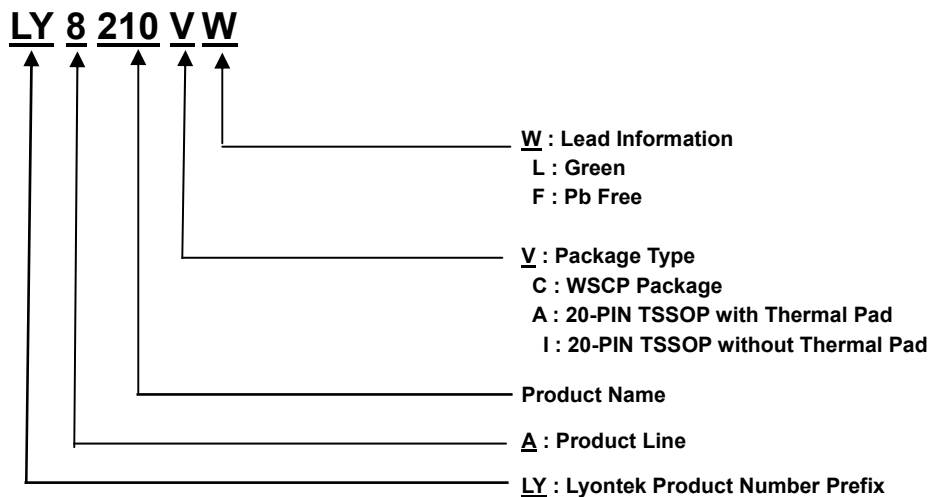 LY 8 210 V W
W : Lead Information
L : Green
F : Pb Free
V : Package Type
C : WSCP Package
A : 20-PIN TSSOP with Thermal Pad
I : 20-PIN TSSOP without Thermal Pad
Product Name
A : Product Line
LY : Lyontek Product Number Prefix